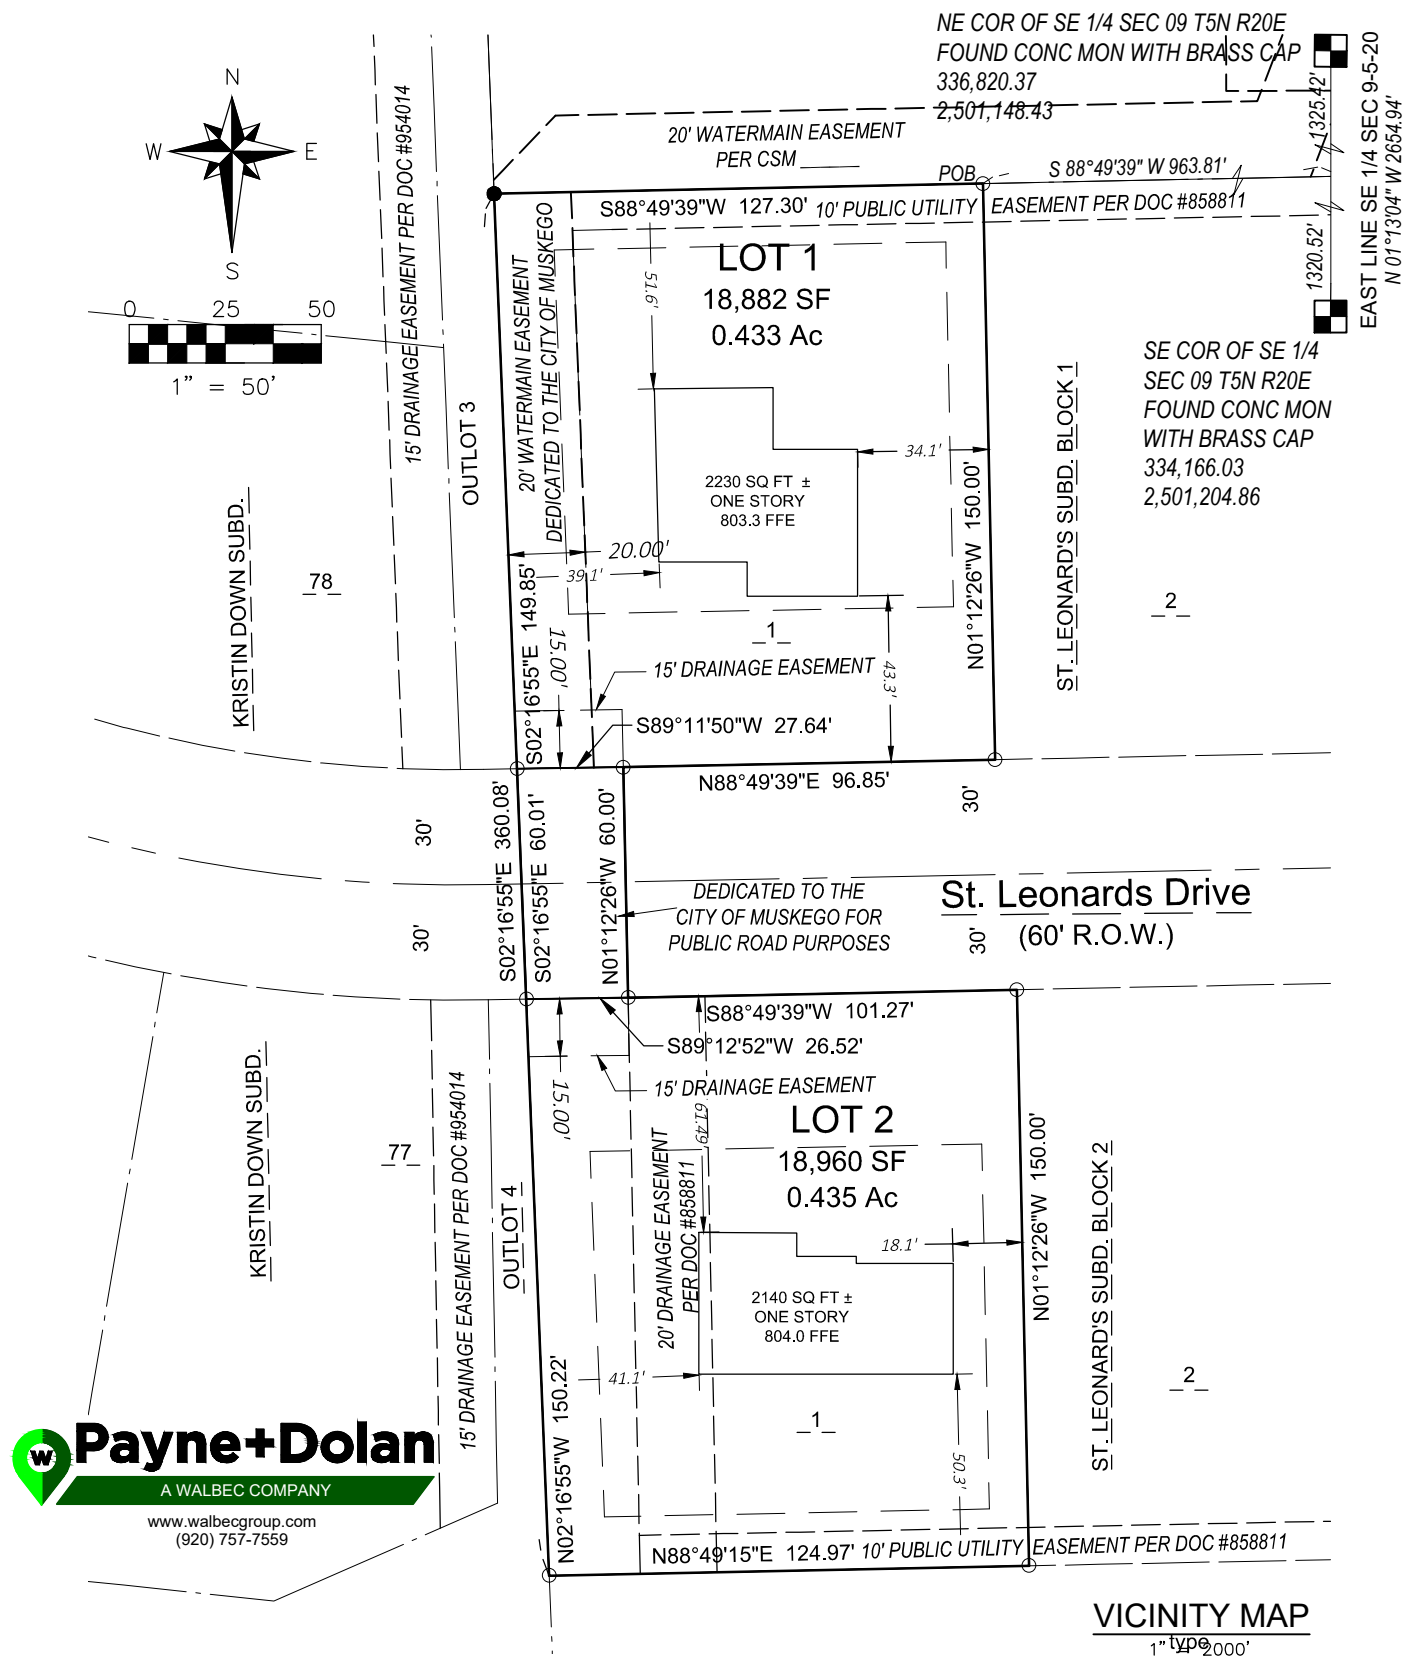 NE COR OF SE 1/4 SEC 09 T5N R20E
FOUND CONC MON WITH BRASS CAP
336,820.37
2,501,148.43
1325.42'
1320.52'
EAST LINE SE 1/4 SEC 9-5-20
N 01°13'04" W 2654.94'
N
W
E
S
0 25 50
1" = 50'
15' DRAINAGE EASEMENT PER DOC #954014
20' WATERMAIN EASEMENT
PER CSM ______
POB
S 88°49'39" W 963.81'
S88°49'39"W 127.30'
10' PUBLIC UTILITY EASEMENT PER DOC #858811
LOT 1
18,882 SF
0.433 Ac
51.6'
20' WATERMAIN EASEMENT
DEDICATED TO THE CITY OF MUSKEGO
OUTLOT 3
SE COR OF SE 1/4
SEC 09 T5N R20E
FOUND CONC MON
WITH BRASS CAP
334,166.03
2,501,204.86
34.1'
2230 SQ FT ±
ONE STORY
803.3 FFE
N01°12'26"W 150.00'
ST. LEONARD'S SUBD. BLOCK 1
KRISTIN DOWN SUBD.
78
20.00'
39.1'
2
1
S02°16'55"E 149.85'
15.00'
15' DRAINAGE EASEMENT
43.3'
S89°11'50"W 27.64'
N88°49'39"E 96.85'
30'
30'
S02°16'55"E 360.08'
S02°16'55"E 60.01'
N01°12'26"W 60.00'
DEDICATED TO THE
CITY OF MUSKEGO FOR
PUBLIC ROAD PURPOSES
St. Leonards Drive
(60' R.O.W.)
30'
30'
S88°49'39"W 101.27'
S89°12'52"W 26.52'
15' DRAINAGE EASEMENT
15.00'
61.49'
LOT 2
18,960 SF
0.435 Ac
KRISTIN DOWN SUBD.
77
15' DRAINAGE EASEMENT PER DOC #954014
OUTLOT 4
20' DRAINAGE EASEMENT
PER DOC #858811
N01°12'26"W 150.00'
ST. LEONARD'S SUBD. BLOCK 2
18.1'
2140 SQ FT ±
ONE STORY
804.0 FFE
41.1'
2
1
N02°16'55"W 150.22'
50.3'
N88°49'15"E 124.97'
10' PUBLIC UTILITY EASEMENT PER DOC #858811
W
Payne+Dolan
A WALBEC COMPANY
www.walbecgroup.com
(920) 757-7559
VICINITY MAP
type
1" = 2000'